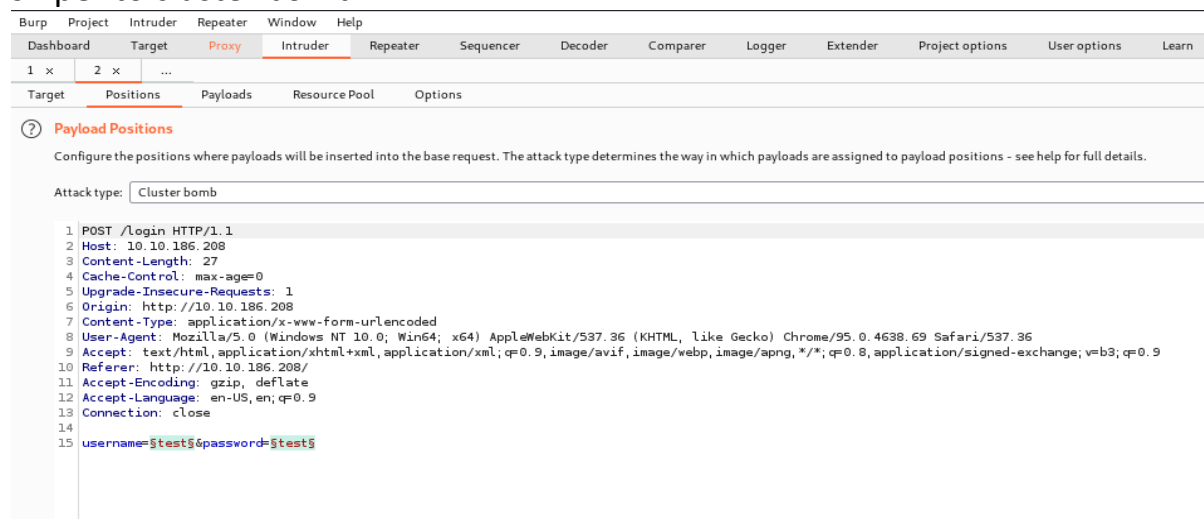 Burp Project Intruder Repeater Window Help
Dashboard Target Proxy Intruder Repeater Sequencer Decoder Comparer Logger Extender Project options User options Learn
1 × 2 × ...
Target Positions Payloads Resource Pool Options
? Payload Positions
Configure the positions where payloads will be inserted into the base request. The attack type determines the way in which payloads are assigned to payload positions - see help for full details.
Attack type: Cluster bomb
1 POST /login HTTP/1.1
2 Host: 10.10.186.208
3 Content-Length: 27
4 Cache-Control: max-age=0
5 Upgrade-Insecure-Requests: 1
6 Origin: http://10.10.186.208
7 Content-Type: application/x-www-form-urlencoded
8 User-Agent: Mozilla/5.0 (Windows NT 10.0; Win64; x64) AppleWebKit/537.36 (KHTML, like Gecko) Chrome/95.0.4638.69 Safari/537.36
9 Accept: text/html,application/xhtml+xml,application/xml;q=0.9,image/avif,image/webp,image/apng,*/*;q=0.8,application/signed-exchange;v=b3;q=0.9
10 Referer: http://10.10.186.208/
11 Accept-Encoding: gzip, deflate
12 Accept-Language: en-US,en;q=0.9
13 Connection: close
14
15 username=§test§&password=§test§